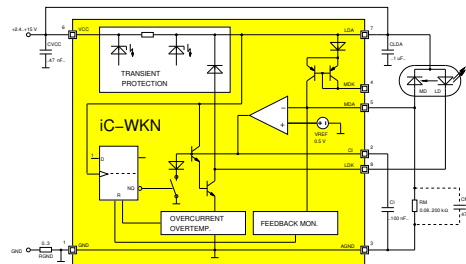 +2.4..+15 V
6
VCC
LDA
7
CVCC
..47 nF..
CLDA
..1 uF..
TRANSIENT
PROTECTION
MDK
4
MDA
5
MD
LD
iC-WKN
VREF
0.5 V
CI
2
LDK
8
1
D
NQ
R
CI
..100 nF..
RM
0.08..200 kΩ
OVERCURRENT
OVERTEMP.
FEEDBACK MON.
GND
0..3
RGND
1
GND
AGND
3